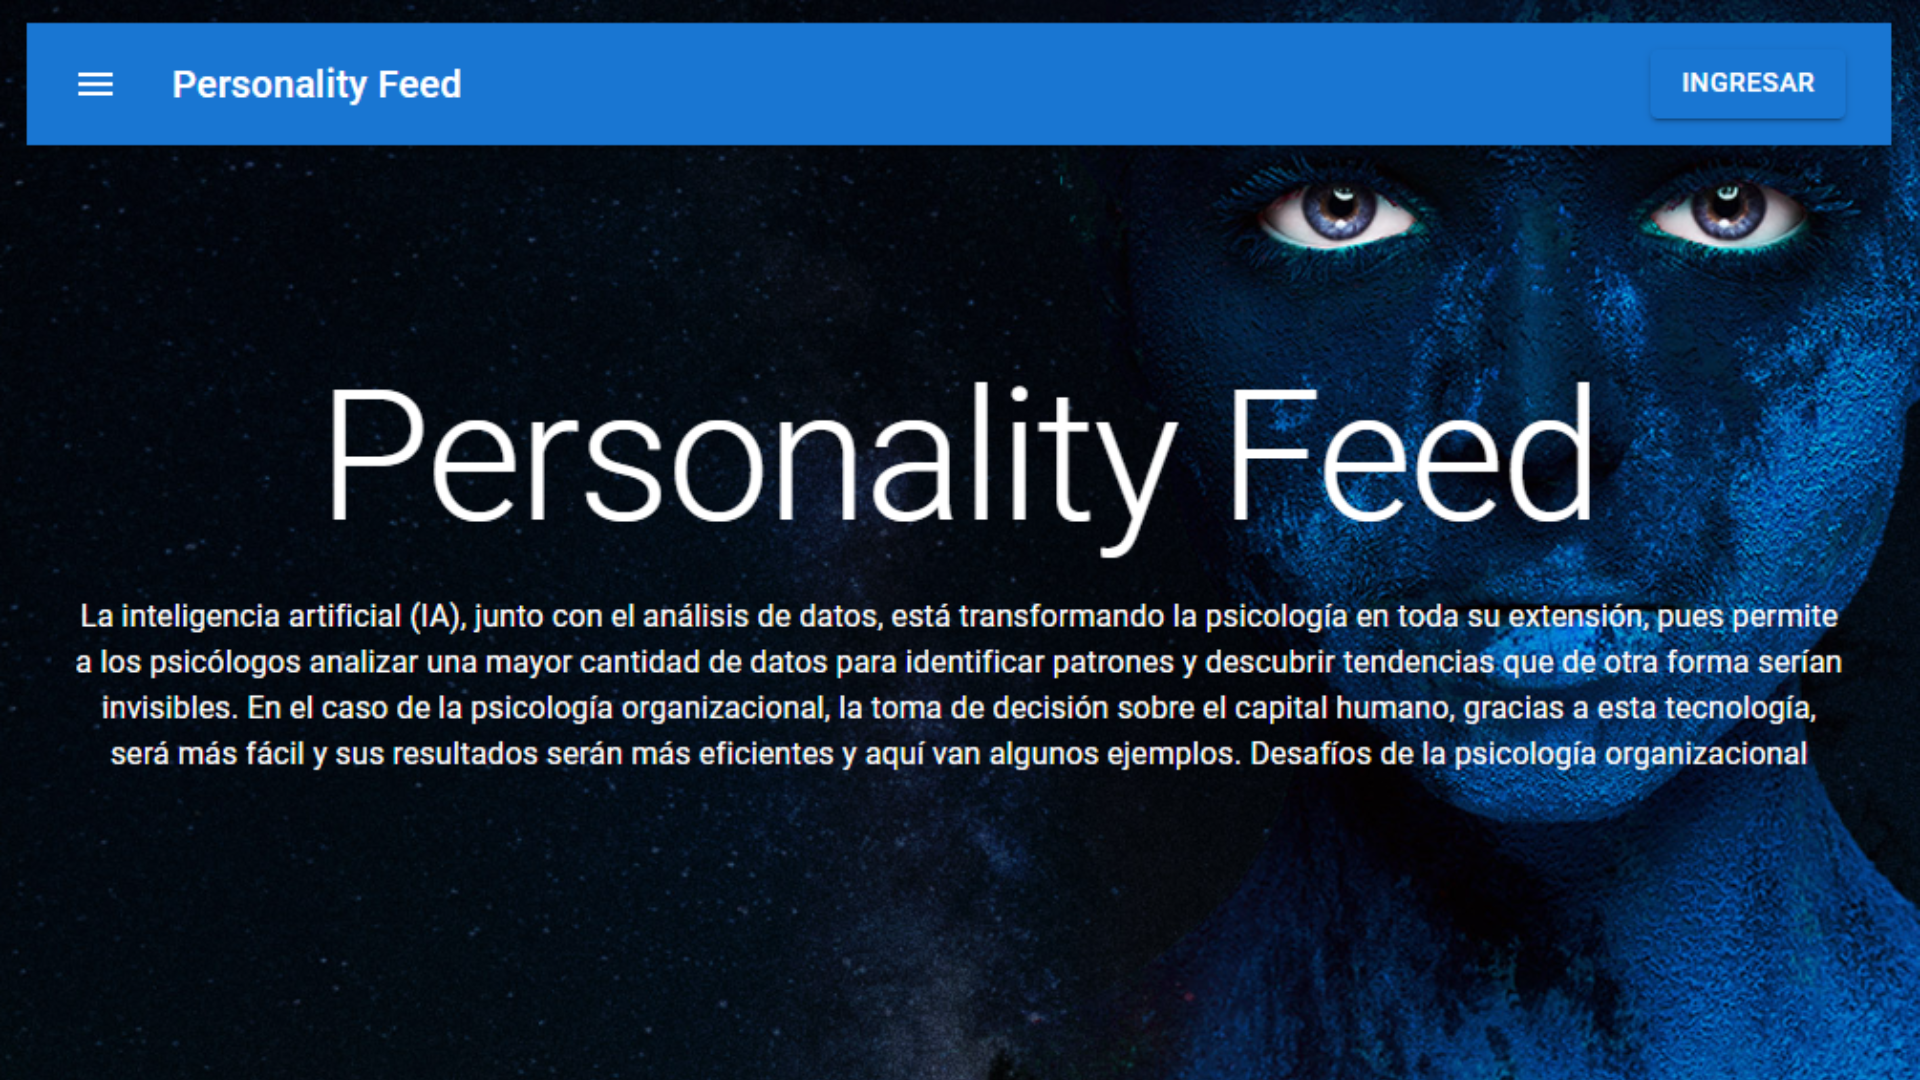 Personality Feed
INGRESAR
Personality Feed
La inteligencia artificial (IA), junto con el análisis de datos, está transformando la psicología en toda su extensión, pues permite
a los psicólogos analizar una mayor cantidad de datos para identificar patrones y descubrir tendencias que de otra forma serían
invisibles. En el caso de la psicología organizacional, la toma de decisión sobre el capital humano, gracias a esta tecnología,
será más fácil y sus resultados serán más eficientes y aquí van algunos ejemplos. Desafíos de la psicología organizacional